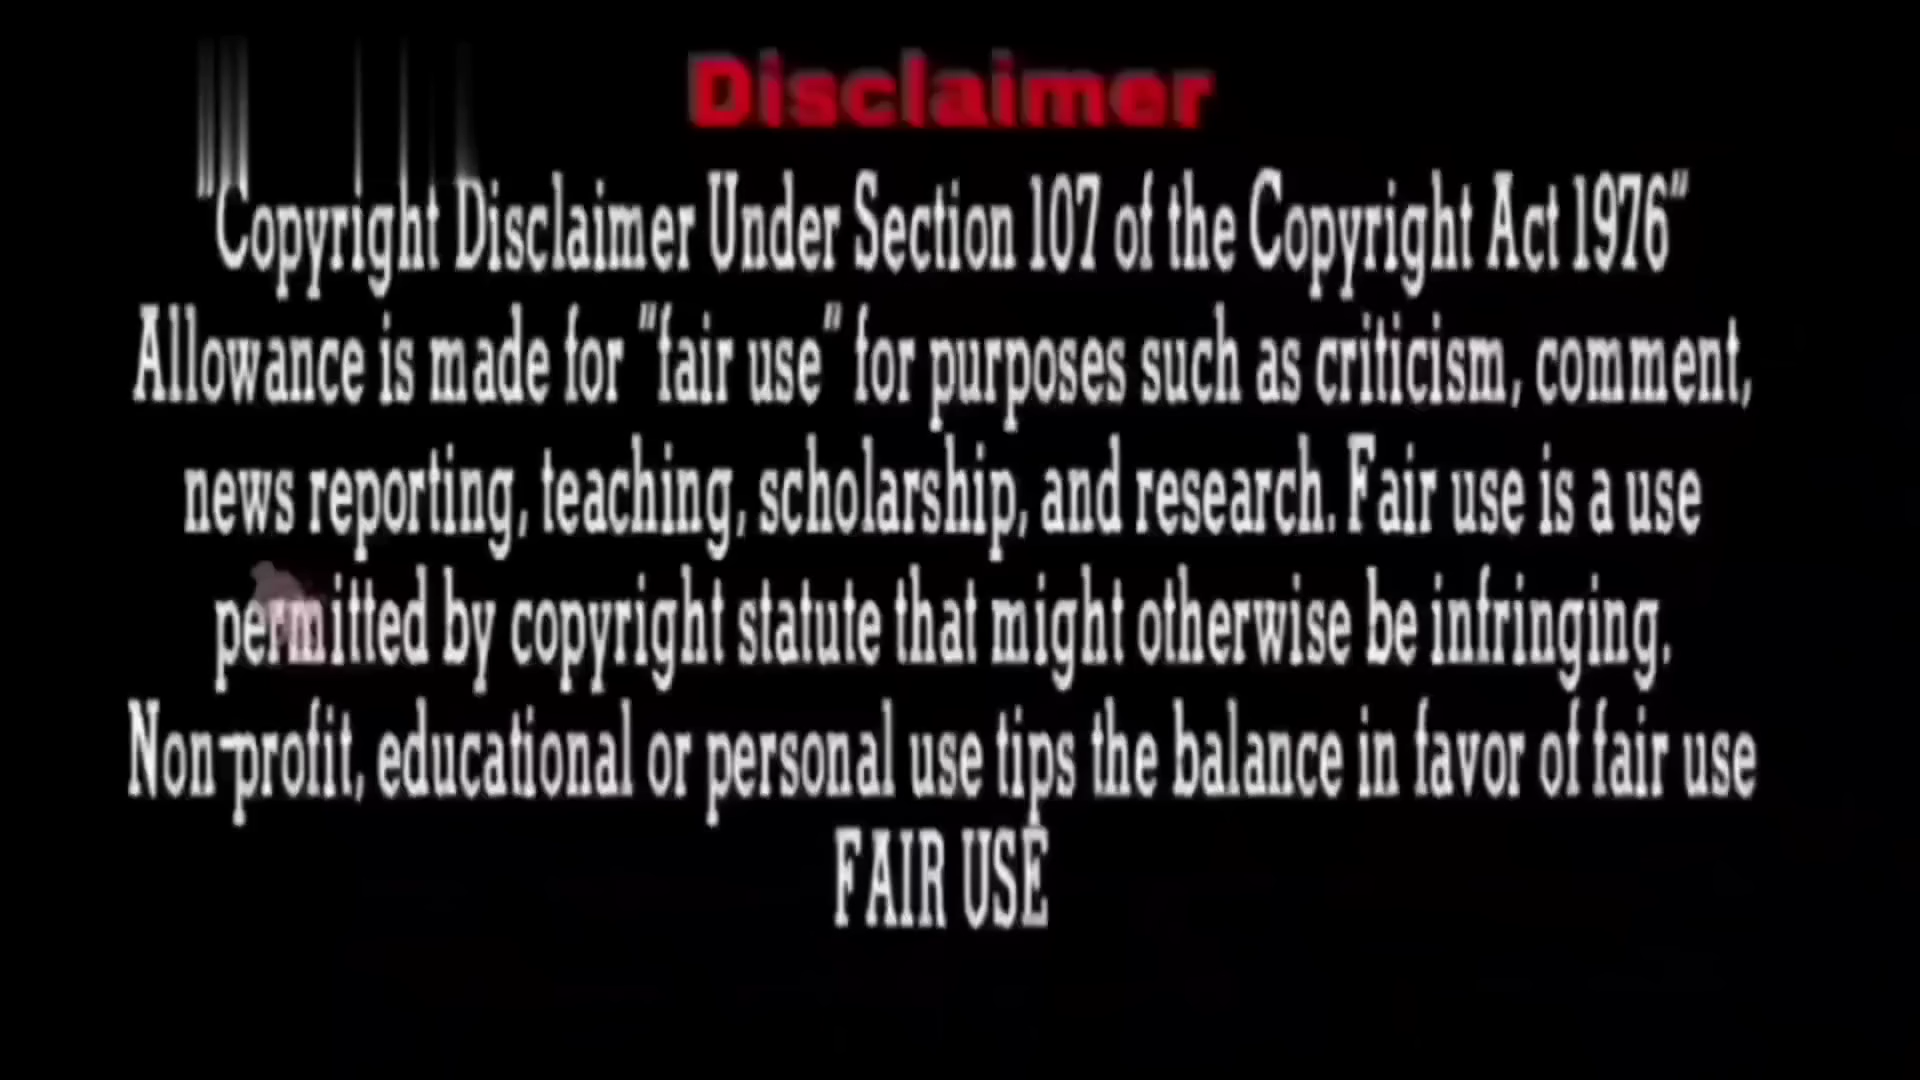 Disclaimer
"Copyright Disclaimer Under Section 107 of the Copyright Act 1976"
Allowance is made for "fair use" for purposes such as criticism, comment,
news reporting, teaching, scholarship, and research. Fair use is a use
permitted by copyright statute that might otherwise be infringing.
Non-profit, educational or personal use tips the balance in favor of fair use
FAIR USE